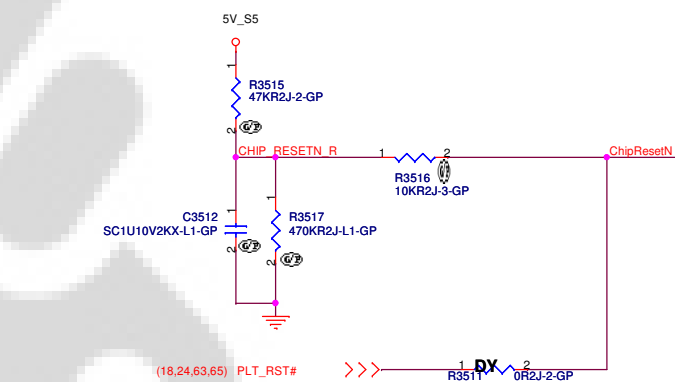 5V_S5
1
R3515
47KR2J-2-GP
2
G/P
CHIP_RESETN_R
1
2
ChipResetN
R3516
10KR2J-3-GP
1
1
C3512
SC1U10V2KX-L1-GP
R3517
470KR2J-L1-GP
2
G/P
2
G/P
(18,24,63,65) PLT_RST#
1
DY
2
R3511
0R2J-2-GP